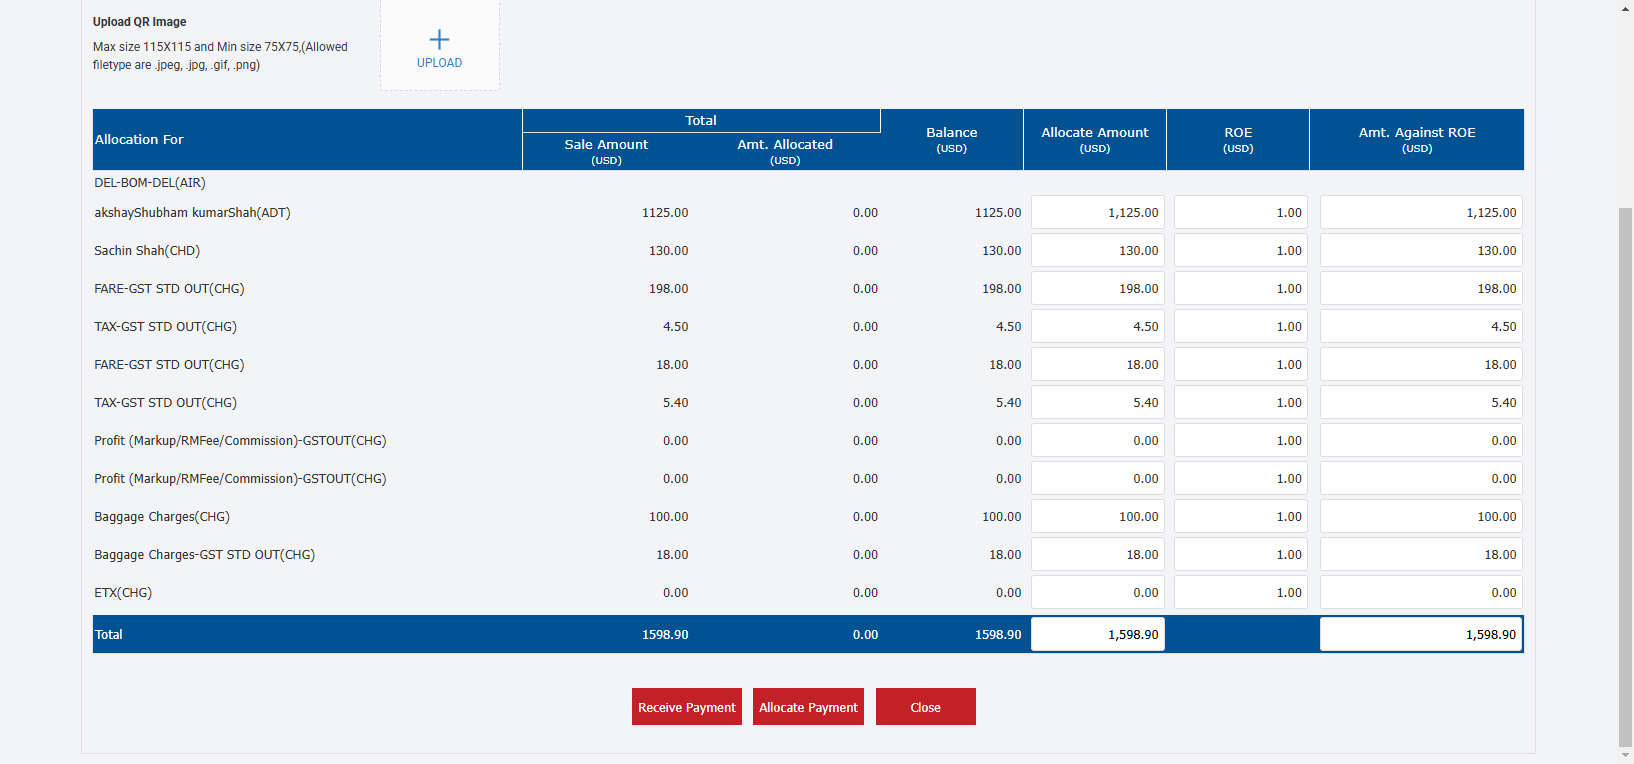 Upload QR Image
Max size 115X115 and Min size 75X75,(Allowed
filetype are .jpeg, .jpg, .gif, .png)
UPLOAD
Allocation For
Total
Sale Amount
(USD)
Amt. Allocated
(USD)
Balance
(USD)
Allocate Amount
(USD)
ROE
(USD)
Amt. Against ROE
(USD)
DEL-BOM-DEL(AIR)
akshayShubham kumarShah(ADT) 1125.00 0.00 1125.00 1,125.00 1.00 1,125.00
Sachin Shah(CHD) 130.00 0.00 130.00 130.00 1.00 130.00
FARE-GST STD OUT(CHG) 198.00 0.00 198.00 198.00 1.00 198.00
TAX-GST STD OUT(CHG) 4.50 0.00 4.50 4.50 1.00 4.50
FARE-GST STD OUT(CHG) 18.00 0.00 18.00 18.00 1.00 18.00
TAX-GST STD OUT(CHG) 5.40 0.00 5.40 5.40 1.00 5.40
Profit (Markup/RMFee/Commission)-GSTOUT(CHG) 0.00 0.00 0.00 0.00 1.00 0.00
Profit (Markup/RMFee/Commission)-GSTOUT(CHG) 0.00 0.00 0.00 0.00 1.00 0.00
Baggage Charges(CHG) 100.00 0.00 100.00 100.00 1.00 100.00
Baggage Charges-GST STD OUT(CHG) 18.00 0.00 18.00 18.00 1.00 18.00
ETX(CHG) 0.00 0.00 0.00 0.00 1.00 0.00
Total 1598.90 0.00 1598.90 1,598.90 1,598.90
Receive Payment Allocate Payment Close